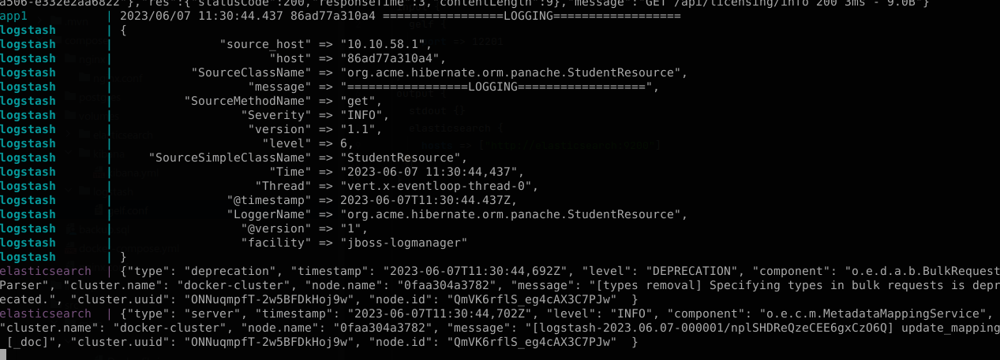 a506-e332e2aa6822"},"res":{"statusCode":200,"responseTime":3,"contentLength":9},"message":"GET /api/licensing/info 200 3ms - 9.0B"}
app1 | 2023/06/07 11:30:44.437 86ad77a310a4 =================LOGGING==================
logstash | {
logstash | "source_host" => "10.10.58.1",
logstash | "host" => "86ad77a310a4",
logstash | "SourceClassName" => "org.acme.hibernate.orm.panache.StudentResource",
logstash | "message" => "=================LOGGING==================",
logstash | "SourceMethodName" => "get",
logstash | "Severity" => "INFO",
logstash | "version" => "1.1",
logstash | "level" => 6,
logstash | "SourceSimpleClassName" => "StudentResource",
logstash | "Time" => "2023-06-07 11:30:44,437",
logstash | "Thread" => "vert.x-eventloop-thread-0",
logstash | "@timestamp" => 2023-06-07T11:30:44.437Z,
logstash | "LoggerName" => "org.acme.hibernate.orm.panache.StudentResource",
logstash | "@version" => "1",
logstash | "facility" => "jboss-logmanager"
logstash | }
elasticsearch | {"type": "deprecation", "timestamp": "2023-06-07T11:30:44,692Z", "level": "DEPRECATION", "component": "o.e.d.a.b.BulkRequest
Parser", "cluster.name": "docker-cluster", "node.name": "0faa304a3782", "message": "[types removal] Specifying types in bulk requests is depr
ecated.", "cluster.uuid": "ONNuqmpfT-2w5BFDkHoj9w", "node.id": "QmVK6rflS_eg4cAX3C7PJw" }
elasticsearch | {"type": "server", "timestamp": "2023-06-07T11:30:44,702Z", "level": "INFO", "component": "o.e.c.m.MetadataMappingService",
"cluster.name": "docker-cluster", "node.name": "0faa304a3782", "message": "[logstash-2023.06.07-000001/nplSHDReQzeCEE6gxCzO6Q] update_mapping
[_doc]", "cluster.uuid": "ONNuqmpfT-2w5BFDkHoj9w", "node.id": "QmVK6rflS_eg4cAX3C7PJw" }